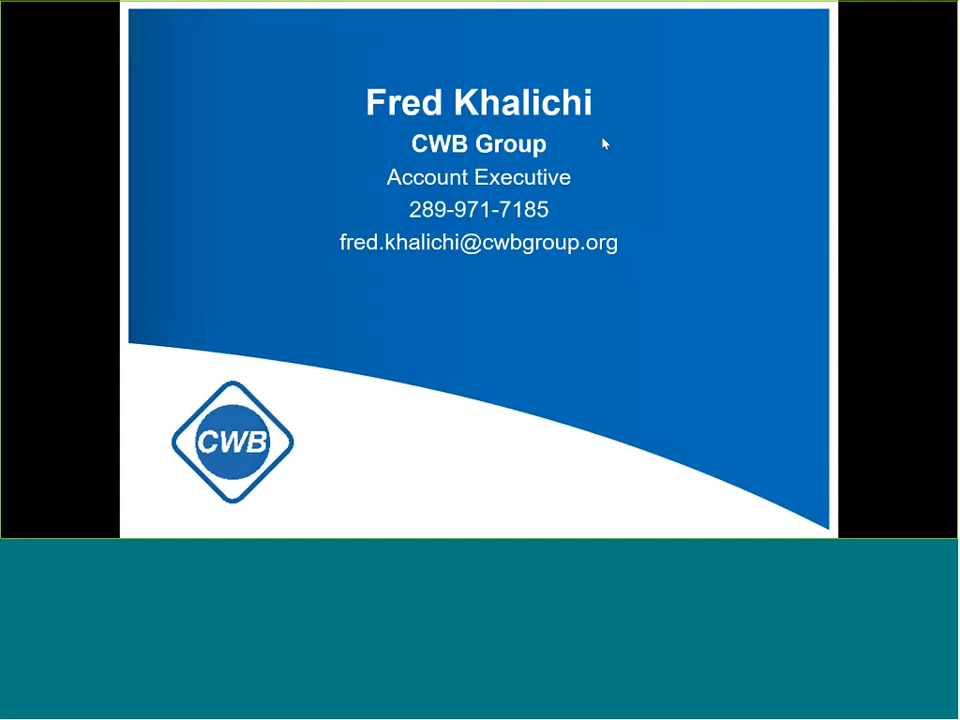 Fred Khalichi
CWB Group
Account Executive
289-971-7185
fred.khalichi@cwbgroup.org
CWB